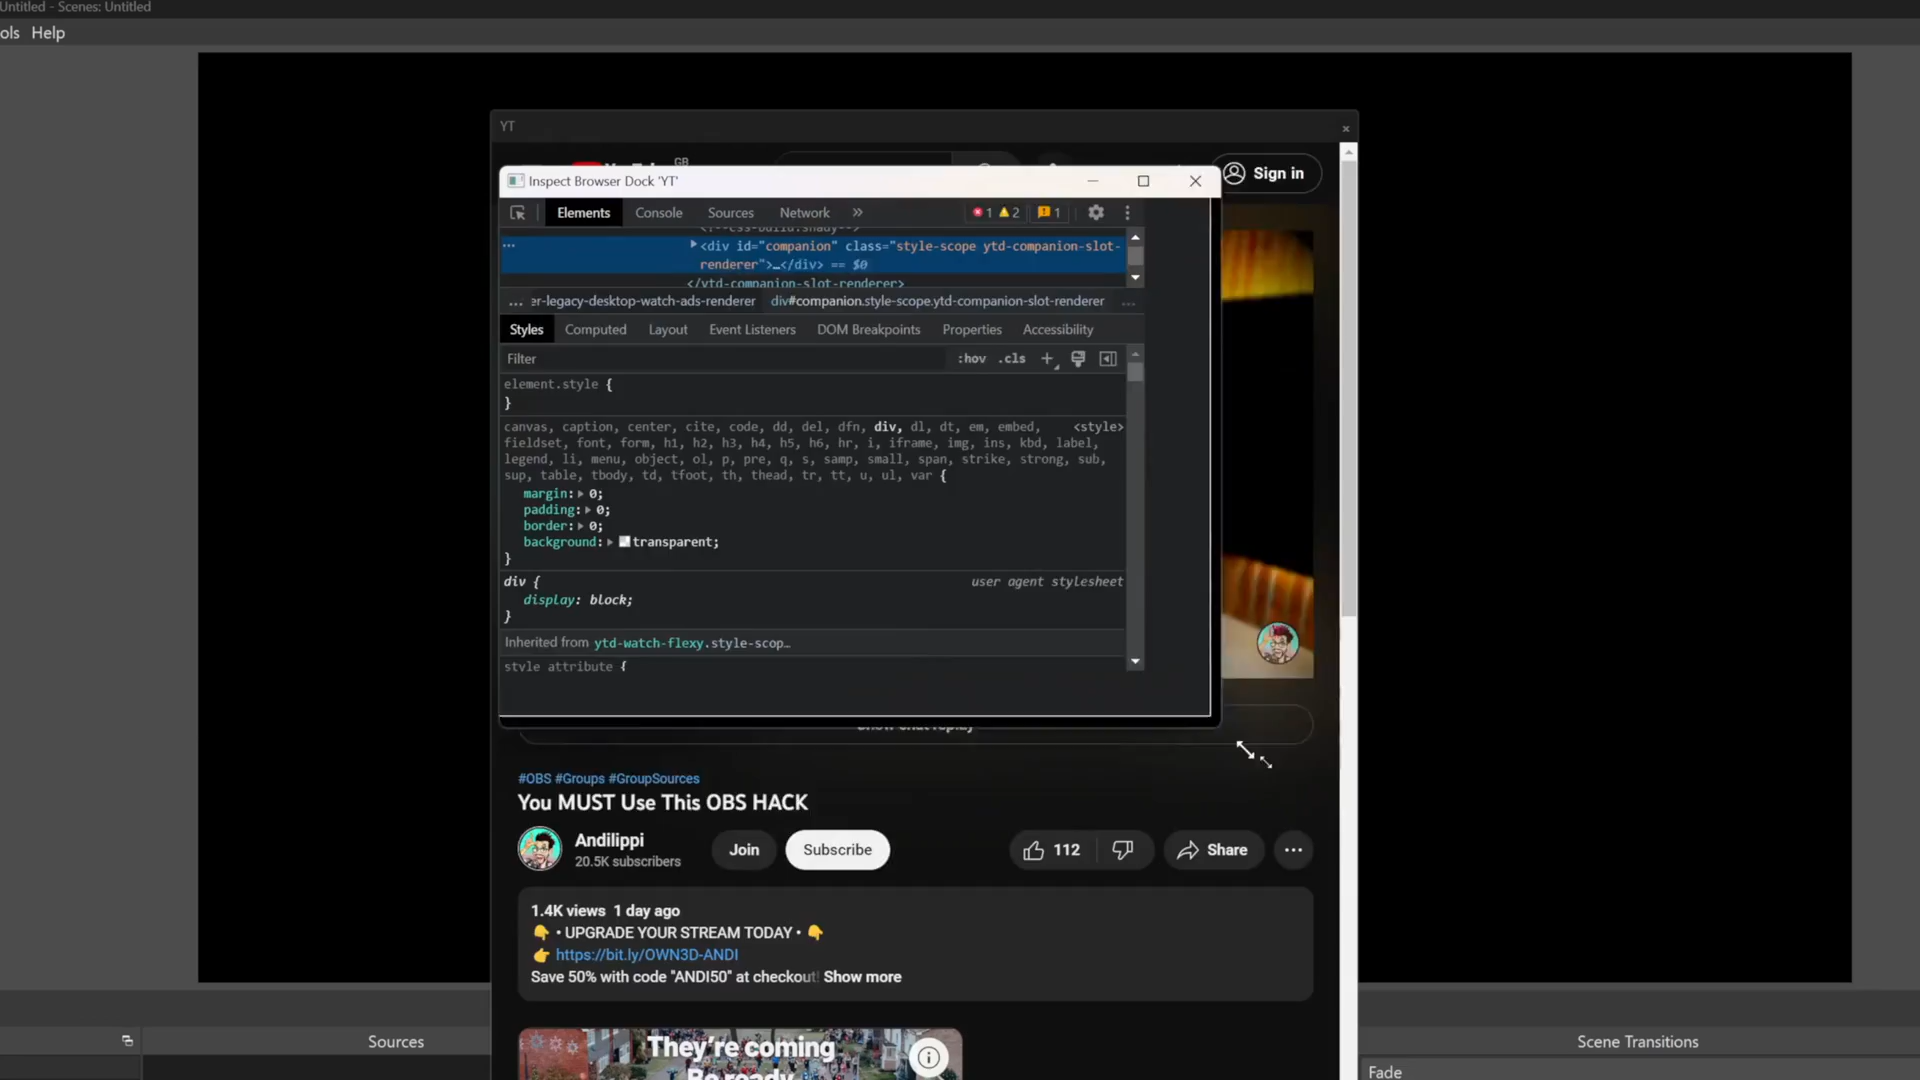 Untitled - Scenes: Untitled
ols Help
YT
GB
Sign in
Inspect Browser Dock 'YT'
Elements Console Sources Network » 1 2 1
<!--css-build:shady-->
<div id="companion" class="style-scope ytd-companion-slot-
renderer">…</div> == $0
</ytd-companion-slot-renderer>
... er-legacy-desktop-watch-ads-renderer div#companion.style-scope.ytd-companion-slot-renderer ...
Styles Computed Layout Event Listeners DOM Breakpoints Properties Accessibility
Filter :hov .cls +
element.style {
}
canvas, caption, center, cite, code, dd, del, dfn, div, dl, dt, em, embed, <style>
fieldset, font, form, h1, h2, h3, h4, h5, h6, hr, i, iframe, img, ins, kbd, label,
legend, li, menu, object, ol, p, pre, q, s, samp, small, span, strike, strong, sub,
sup, table, tbody, td, tfoot, th, thead, tr, tt, u, ul, var {
margin: 0;
padding: 0;
border: 0;
background: transparent;
}
div { user agent stylesheet
display: block;
}
Inherited from ytd-watch-flexy.style-scop…
style attribute {
Show chat replay
#OBS #Groups #GroupSources
You MUST Use This OBS HACK
Andilippi
20.5K subscribers
Join Subscribe 112 Share
1.4K views 1 day ago
👇 • UPGRADE YOUR STREAM TODAY • 👇
👉 https://bit.ly/OWN3D-ANDI
Save 50% with code "ANDI50" at checkout! Show more
They're coming
Be ready
Sources
Scene Transitions
Fade